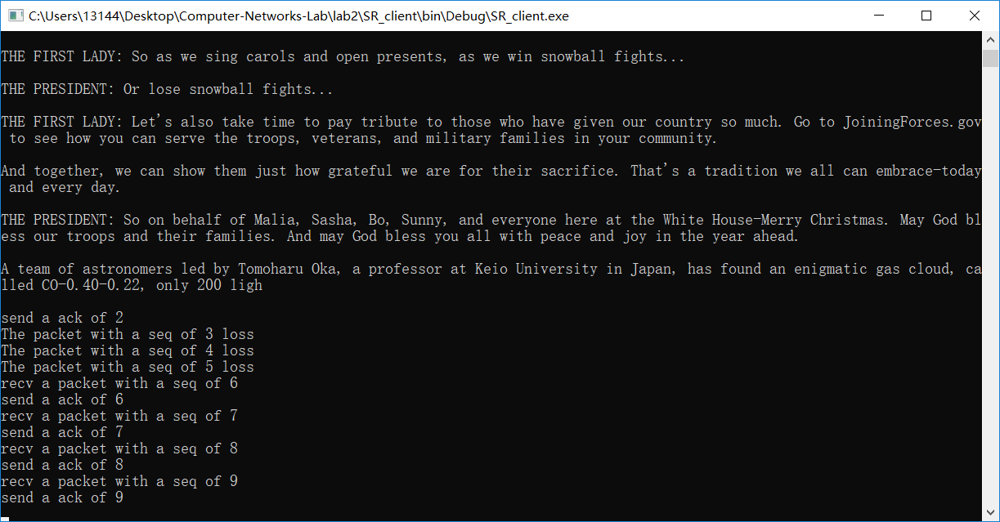 C:\Users\13144\Desktop\Computer-Networks-Lab\lab2\SR_client\bin\Debug\SR_client.exe
THE FIRST LADY: So as we sing carols and open presents, as we win snowball fights...
THE PRESIDENT: Or lose snowball fights...
THE FIRST LADY: Let's also take time to pay tribute to those who have given our country so much. Go to JoiningForces.gov
to see how you can serve the troops, veterans, and military families in your community.
And together, we can show them just how grateful we are for their sacrifice. That's a tradition we all can embrace-today
and every day.
THE PRESIDENT: So on behalf of Malia, Sasha, Bo, Sunny, and everyone here at the White House-Merry Christmas. May God bl
ess our troops and their families. And may God bless you all with peace and joy in the year ahead.
A team of astronomers led by Tomoharu Oka, a professor at Keio University in Japan, has found an enigmatic gas cloud, ca
lled CO-0.40-0.22, only 200 ligh
send a ack of 2
The packet with a seq of 3 loss
The packet with a seq of 4 loss
The packet with a seq of 5 loss
recv a packet with a seq of 6
send a ack of 6
recv a packet with a seq of 7
send a ack of 7
recv a packet with a seq of 8
send a ack of 8
recv a packet with a seq of 9
send a ack of 9